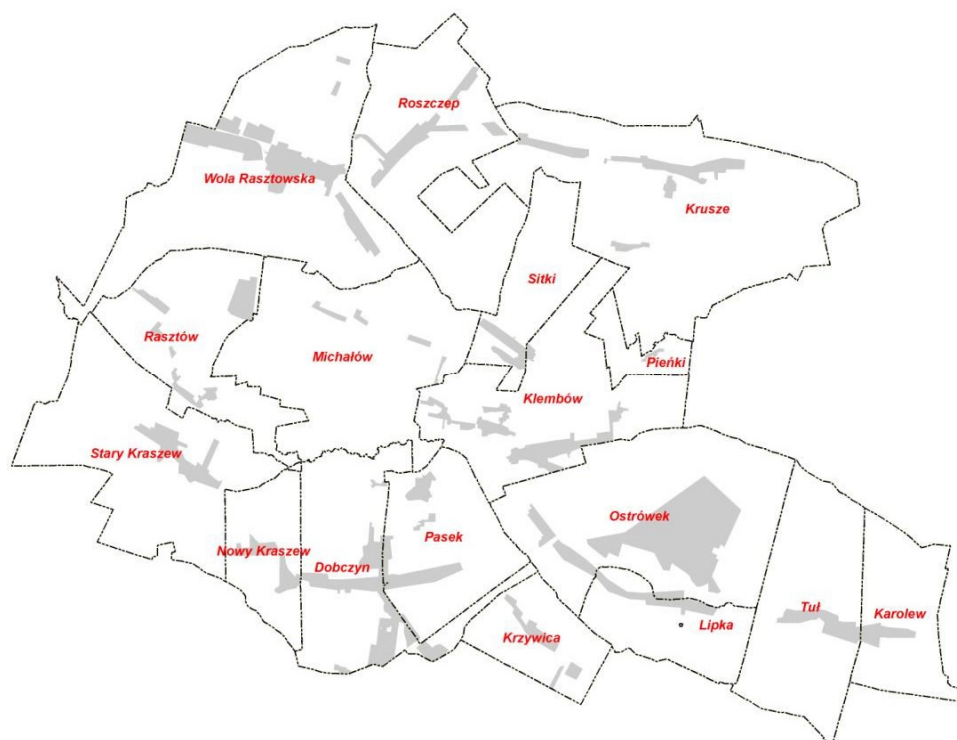 Roszczep
Wola Rasztowska
Krusze
Sitki
Rasztów
Michałów
Pieńki
Klembów
Stary Kraszew
Ostrówek
Pasek
Nowy Kraszew
Dobczyn
Tuł
Karolew
Lipka
Krzywica